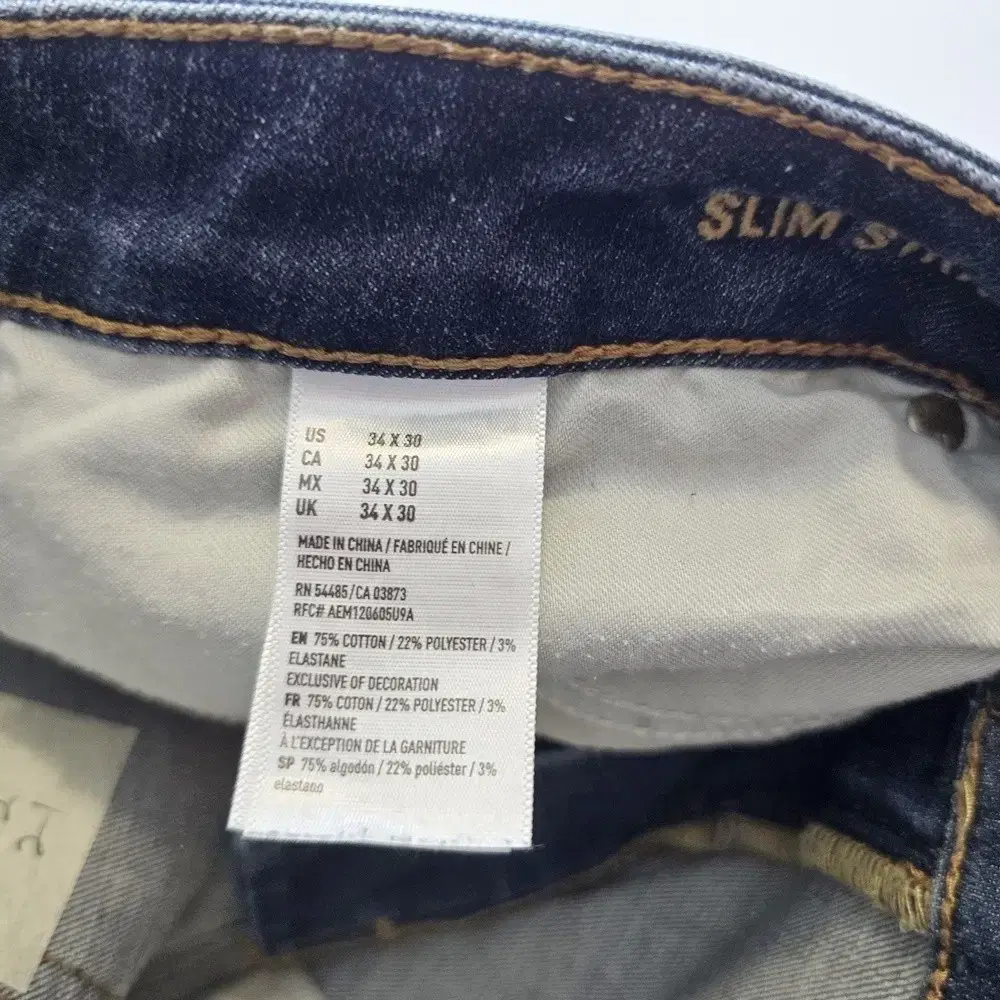 SLIM
US 34 X 30
CA 34 X 30
MX 34 X 30
UK 34 X 30
MADE IN CHINA / FABRIQUÉ EN CHINE /
HECHO EN CHINA
RN 54485/CA 03873
RFC# AEM120605U9A
EN 75% COTTON / 22% POLYESTER / 3%
ELASTANE
EXCLUSIVE OF DECORATION
FR 75% COTON / 22% POLYESTER / 3%
ÉLASTHANNE
À L'EXCEPTION DE LA GARNITURE
SP 75% algodón / 22% poliéster / 3%
elastano